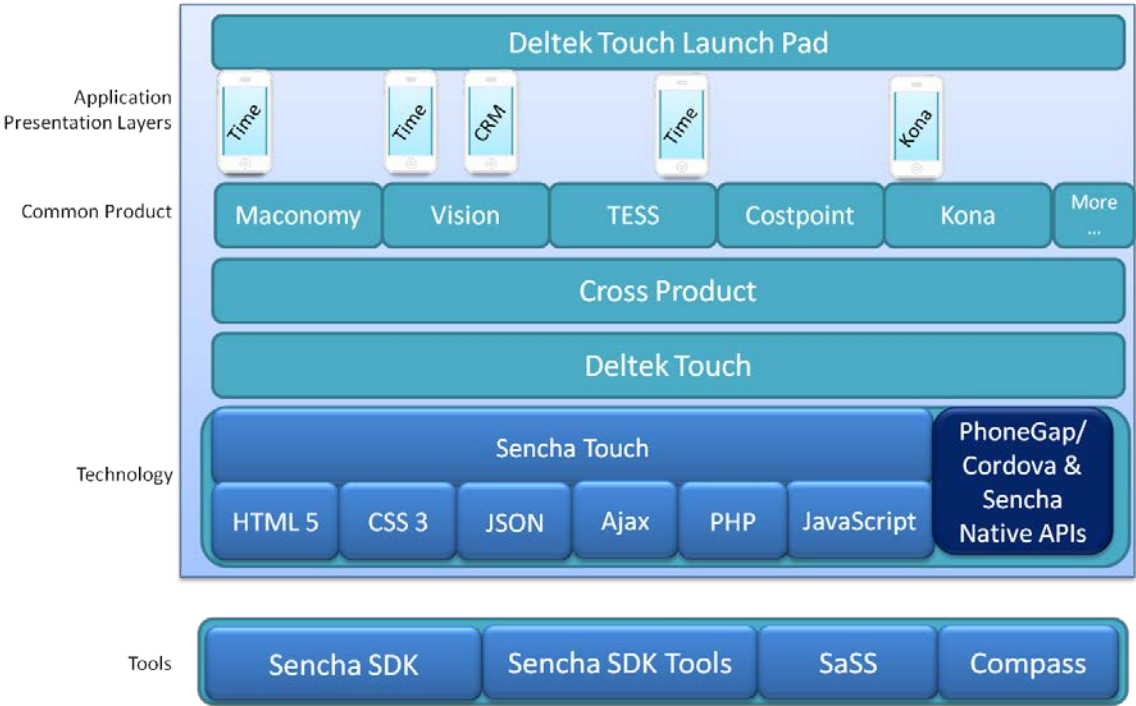 Deltek Touch Launch Pad
Application
Presentation Layers
Time
Time
CRM
Time
Kona
Common Product
Maconomy
Vision
TESS
Costpoint
Kona
More
...
Cross Product
Deltek Touch
Technology
Sencha Touch
PhoneGap/
Cordova &
Sencha
Native APIs
HTML 5
CSS 3
JSON
Ajax
PHP
JavaScript
Tools
Sencha SDK
Sencha SDK Tools
SaSS
Compass